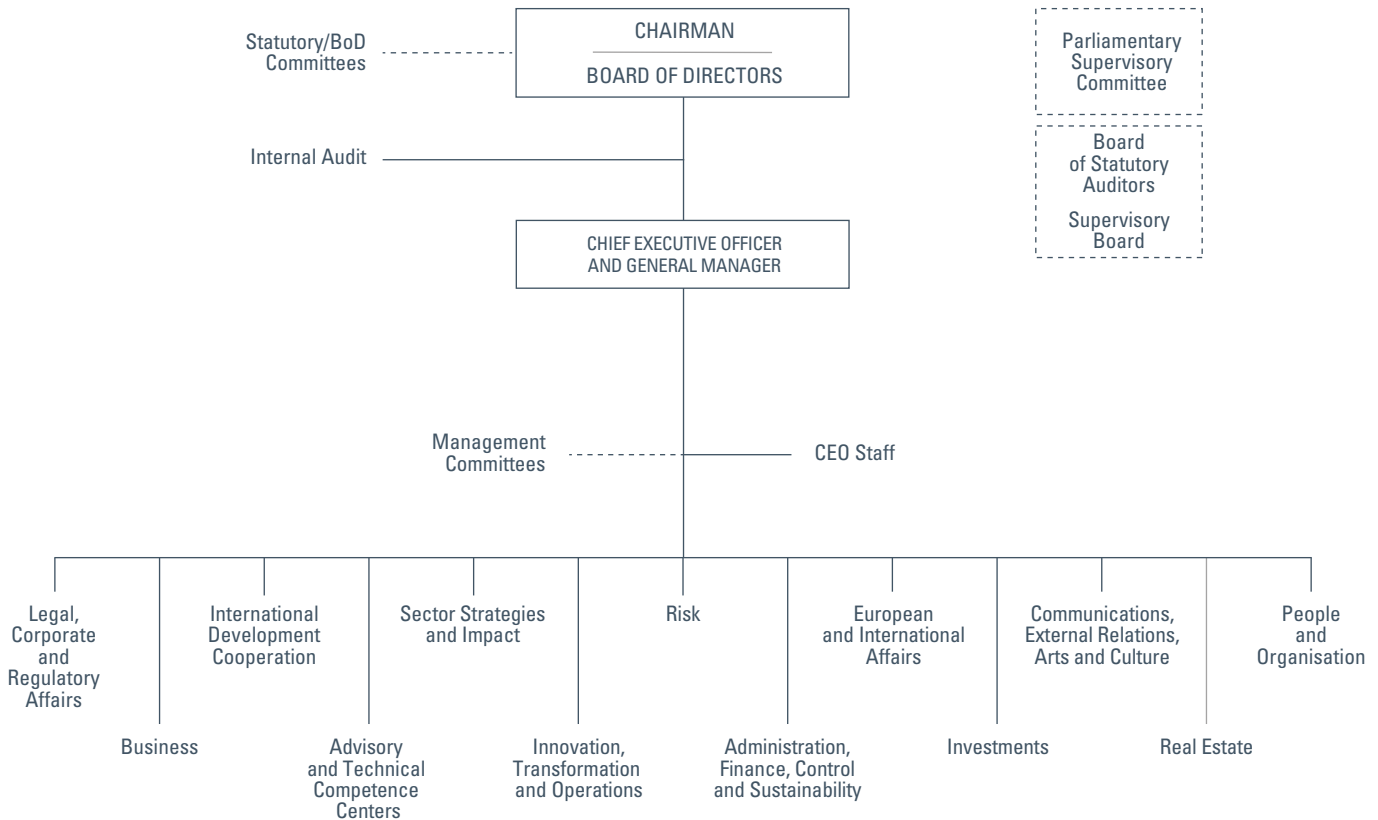 CHAIRMAN
BOARD OF DIRECTORS
Statutory/BoD
Committees
Parliamentary
Supervisory
Committee
Board
of Statutory
Auditors
Supervisory
Board
Internal Audit
CHIEF EXECUTIVE OFFICER
AND GENERAL MANAGER
Management
Committees
CEO Staff
Legal,
Corporate
and
Regulatory
Affairs
International
Development
Cooperation
Sector Strategies
and Impact
Risk
European
and International
Affairs
Communications,
External Relations,
Arts and Culture
People
and
Organisation
Business
Advisory
and Technical
Competence
Centers
Innovation,
Transformation
and Operations
Administration,
Finance, Control
and Sustainability
Investments
Real Estate